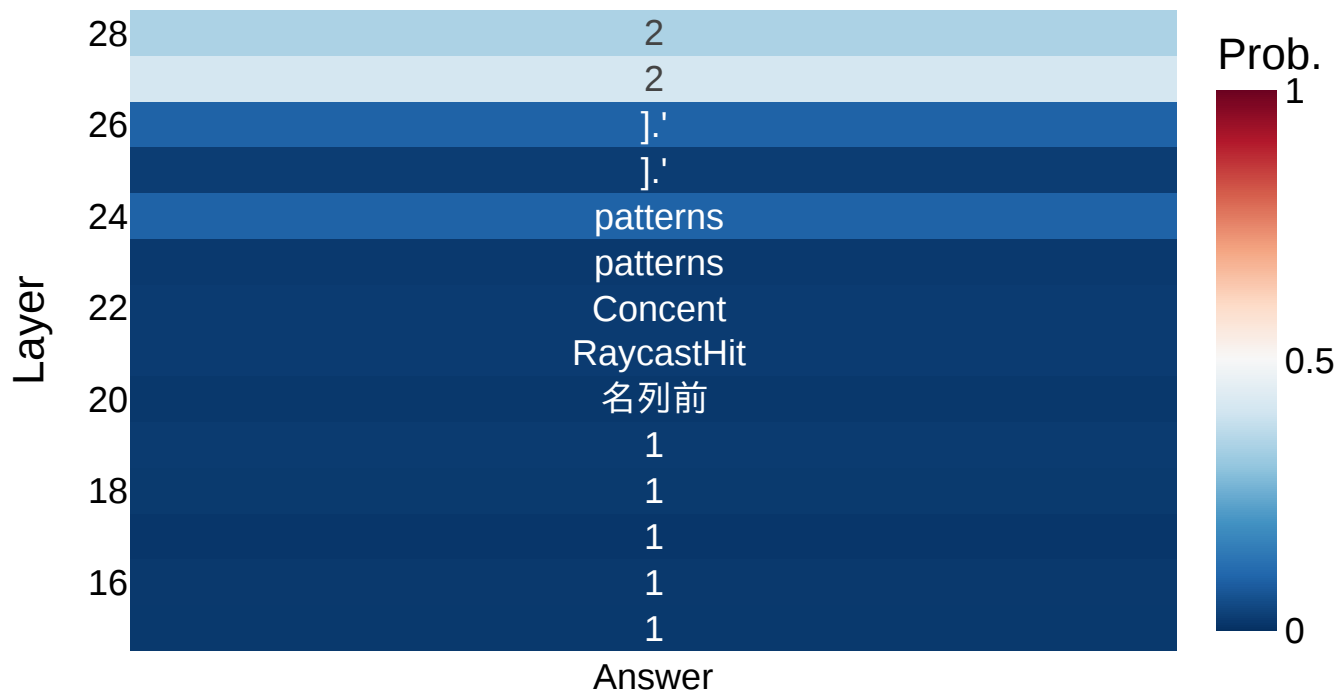 28
2
2
26
].'
].'
24
patterns
patterns
22
Concent
RaycastHit
20
名列前
1
18
1
1
16
1
1
Layer
Answer
Prob.
1
0.5
0